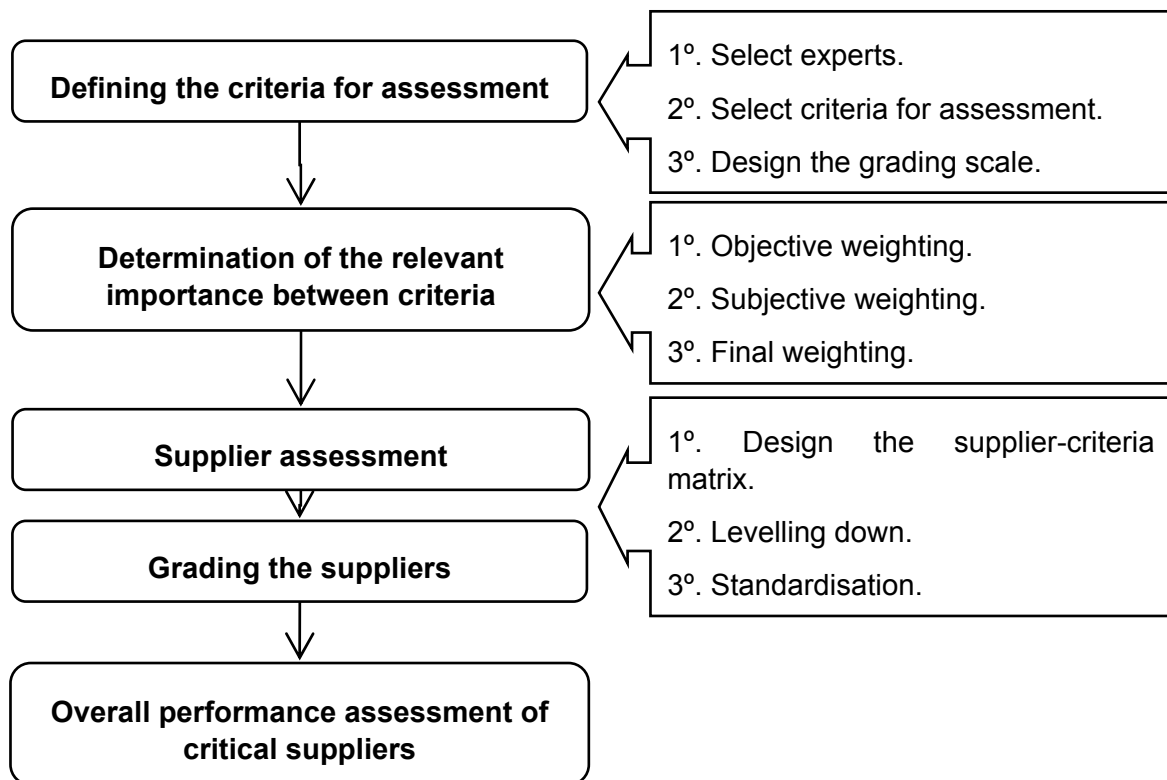 Defining the criteria for assessment
1º. Select experts.
2º. Select criteria for assessment.
3º. Design the grading scale.
Determination of the relevant
importance between criteria
1º. Objective weighting.
2º. Subjective weighting.
3º. Final weighting.
Supplier assessment
1º. Design the supplier-criteria
matrix.
2º. Levelling down.
3º. Standardisation.
Grading the suppliers
Overall performance assessment of
critical suppliers